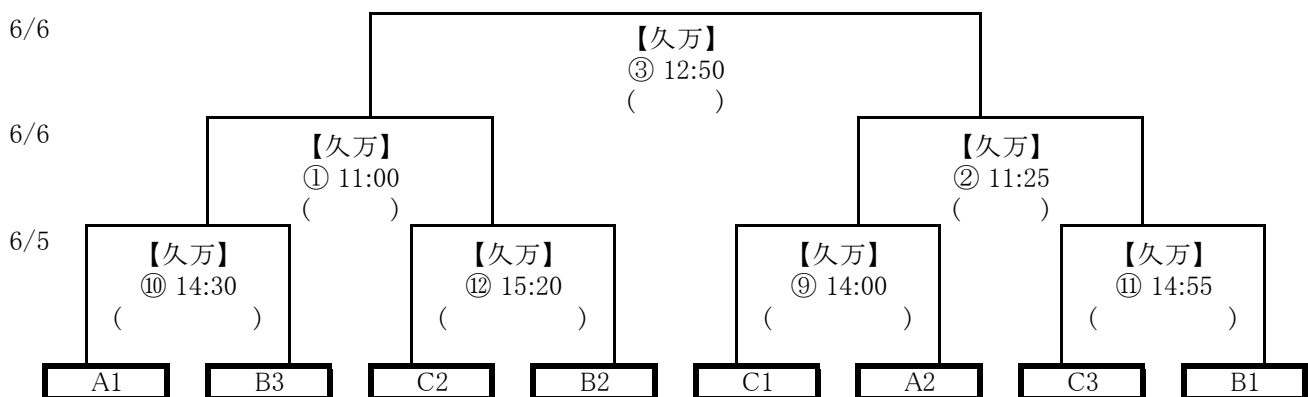 6/6
【久万】
③ 12:50
(　　　)
6/6
【久万】
① 11:00
(　　　)
【久万】
② 11:25
(　　　)
6/5
【久万】
⑩ 14:30
(　　　　　)
【久万】
⑫ 15:20
(　　　　　)
【久万】
⑨ 14:00
(　　　　　)
【久万】
⑪ 14:55
(　　　　　)
A1
B3
C2
B2
C1
A2
C3
B1